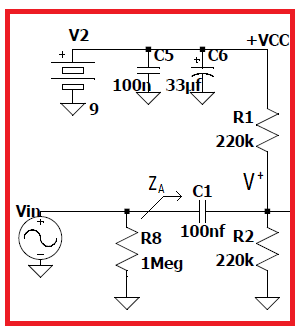 V2
+VCC
+
C5
+
C6
100n
33µf
9
R1
220k
Z_A
C1
V⁺
Vin
+
R8
100nf
R2
1Meg
220k